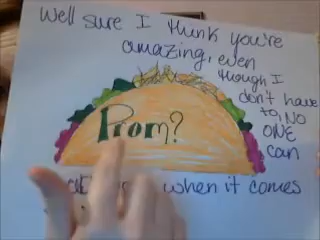 Well sure I think you're
amazing, even
though I
don't have
to, NO
ONE
can
Prom?
when it comes